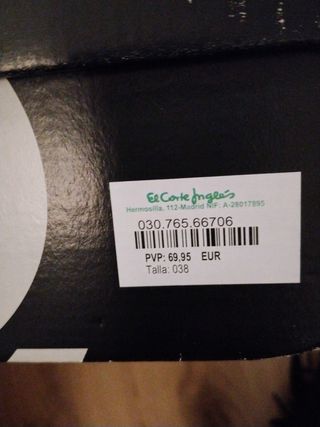 El Corte Inglés
Hermosilla, 112-Madrid NIF: A-28017895
030.765.66706
PVP: 69,95 EUR
Talla: 038